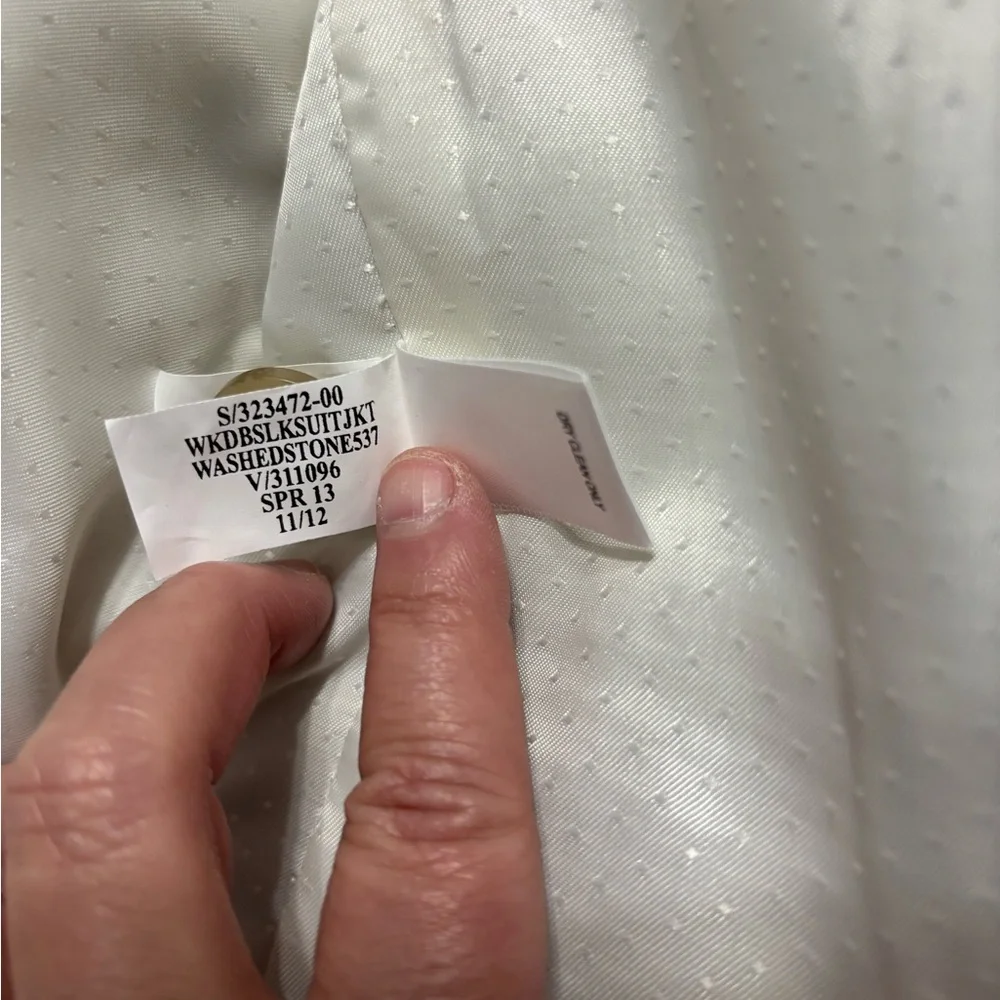 S/323472-00
WKDBSLKSUITJKT
WASHEDSTONE537
V/311096
SPR 13
11/12
DRY CLEAN ONLY